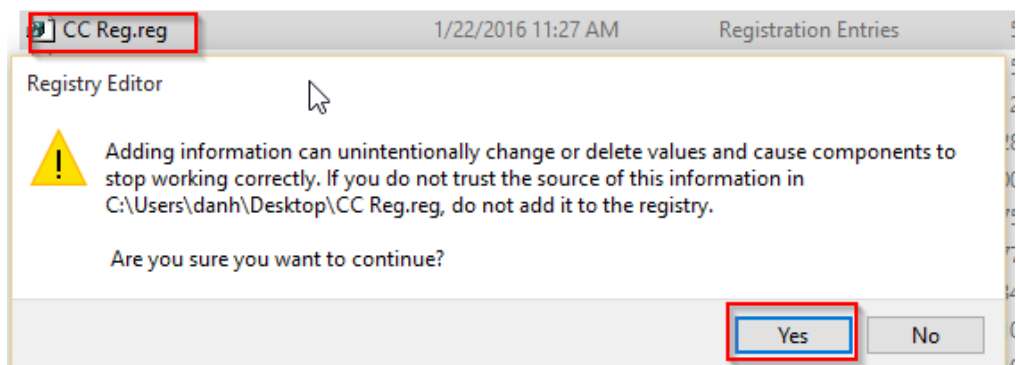 CC Reg.reg 1/22/2016 11:27 AM Registration Entries
Registry Editor
Adding information can unintentionally change or delete values and cause components to
stop working correctly. If you do not trust the source of this information in
C:\Users\danh\Desktop\CC Reg.reg, do not add it to the registry.
Are you sure you want to continue?
Yes No